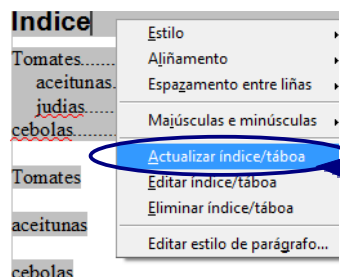 Indice
Tomates.......
aceitunas.
judias.....
cebolas..........
Tomates
aceitunas
cebolas
Estilo
Aliñamento
Espazamento entre liñas
Maiúsculas e minúsculas
Actualizar índice/táboa
Editar índice/táboa
Eliminar índice/táboa
Editar estilo de parágrafo...